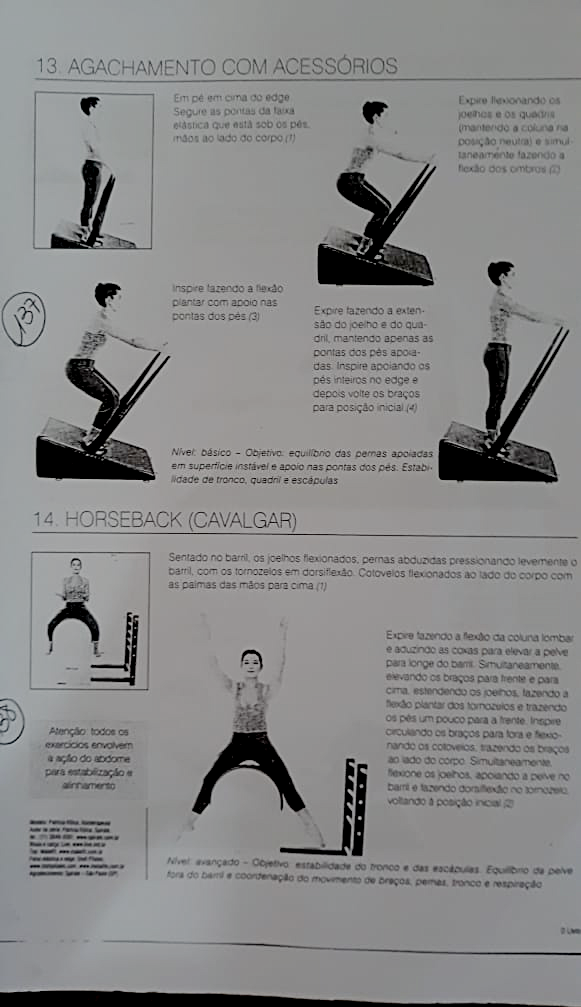 13. AGACHAMENTO COM ACESSÓRIOS
Em pé em cima do edge.
Segure as pontas da faixa
elástica que está sob os pés,
mãos ao lado do corpo.(1)
Expire flexionando os
joelhos e os quadris
(mantendo a coluna na
posição neutra) e simul-
taneamente fazendo a
flexão dos ombros.(2)
137
Inspire fazendo a flexão
plantar com apoio nas
pontas dos pés.(3)
Expire fazendo a exten-
são do joelho e do qua-
dril, mantendo apenas as
pontas dos pés apoia-
das. Inspire apoiando os
pés inteiros no edge e
depois volte os braços
para posição inicial.(4)
Nível: básico – Objetivo: equilíbrio das pernas apoiadas
em superfície instável e apoio nas pontas dos pés. Estabi-
lidade de tronco, quadril e escápulas
14. HORSEBACK (CAVALGAR)
Sentado no barril, os joelhos flexionados, pernas abduzidas pressionando levemente o
barril, com os tornozelos em dorsiflexão. Cotovelos flexionados ao lado do corpo com
as palmas das mãos para cima.(1)
Expire fazendo a flexão da coluna lombar
e aduzindo as coxas para elevar a pelve
para longe do barril. Simultaneamente,
elevando os braços para frente e para
cima, estendendo os joelhos, fazendo a
flexão plantar dos tornozelos e trazendo
os pés um pouco para a frente. Inspire
circulando os braços para fora e flexio-
nando os cotovelos, trazendo os braços
ao lado do corpo. Simultaneamente,
flexione os joelhos, apoiando a pelve no
barril e fazendo dorsiflexão no tornozelo,
voltando à posição inicial.(2)
Atenção: todos os
exercícios envolvem
a ação do abdome
para estabilização e
alinhamento
Nível: avançado – Objetivo: estabilidade do tronco e das escápulas. Equilíbrio da pelve
fora do barril e coordenação do movimento de braços, pernas, tronco e respiração